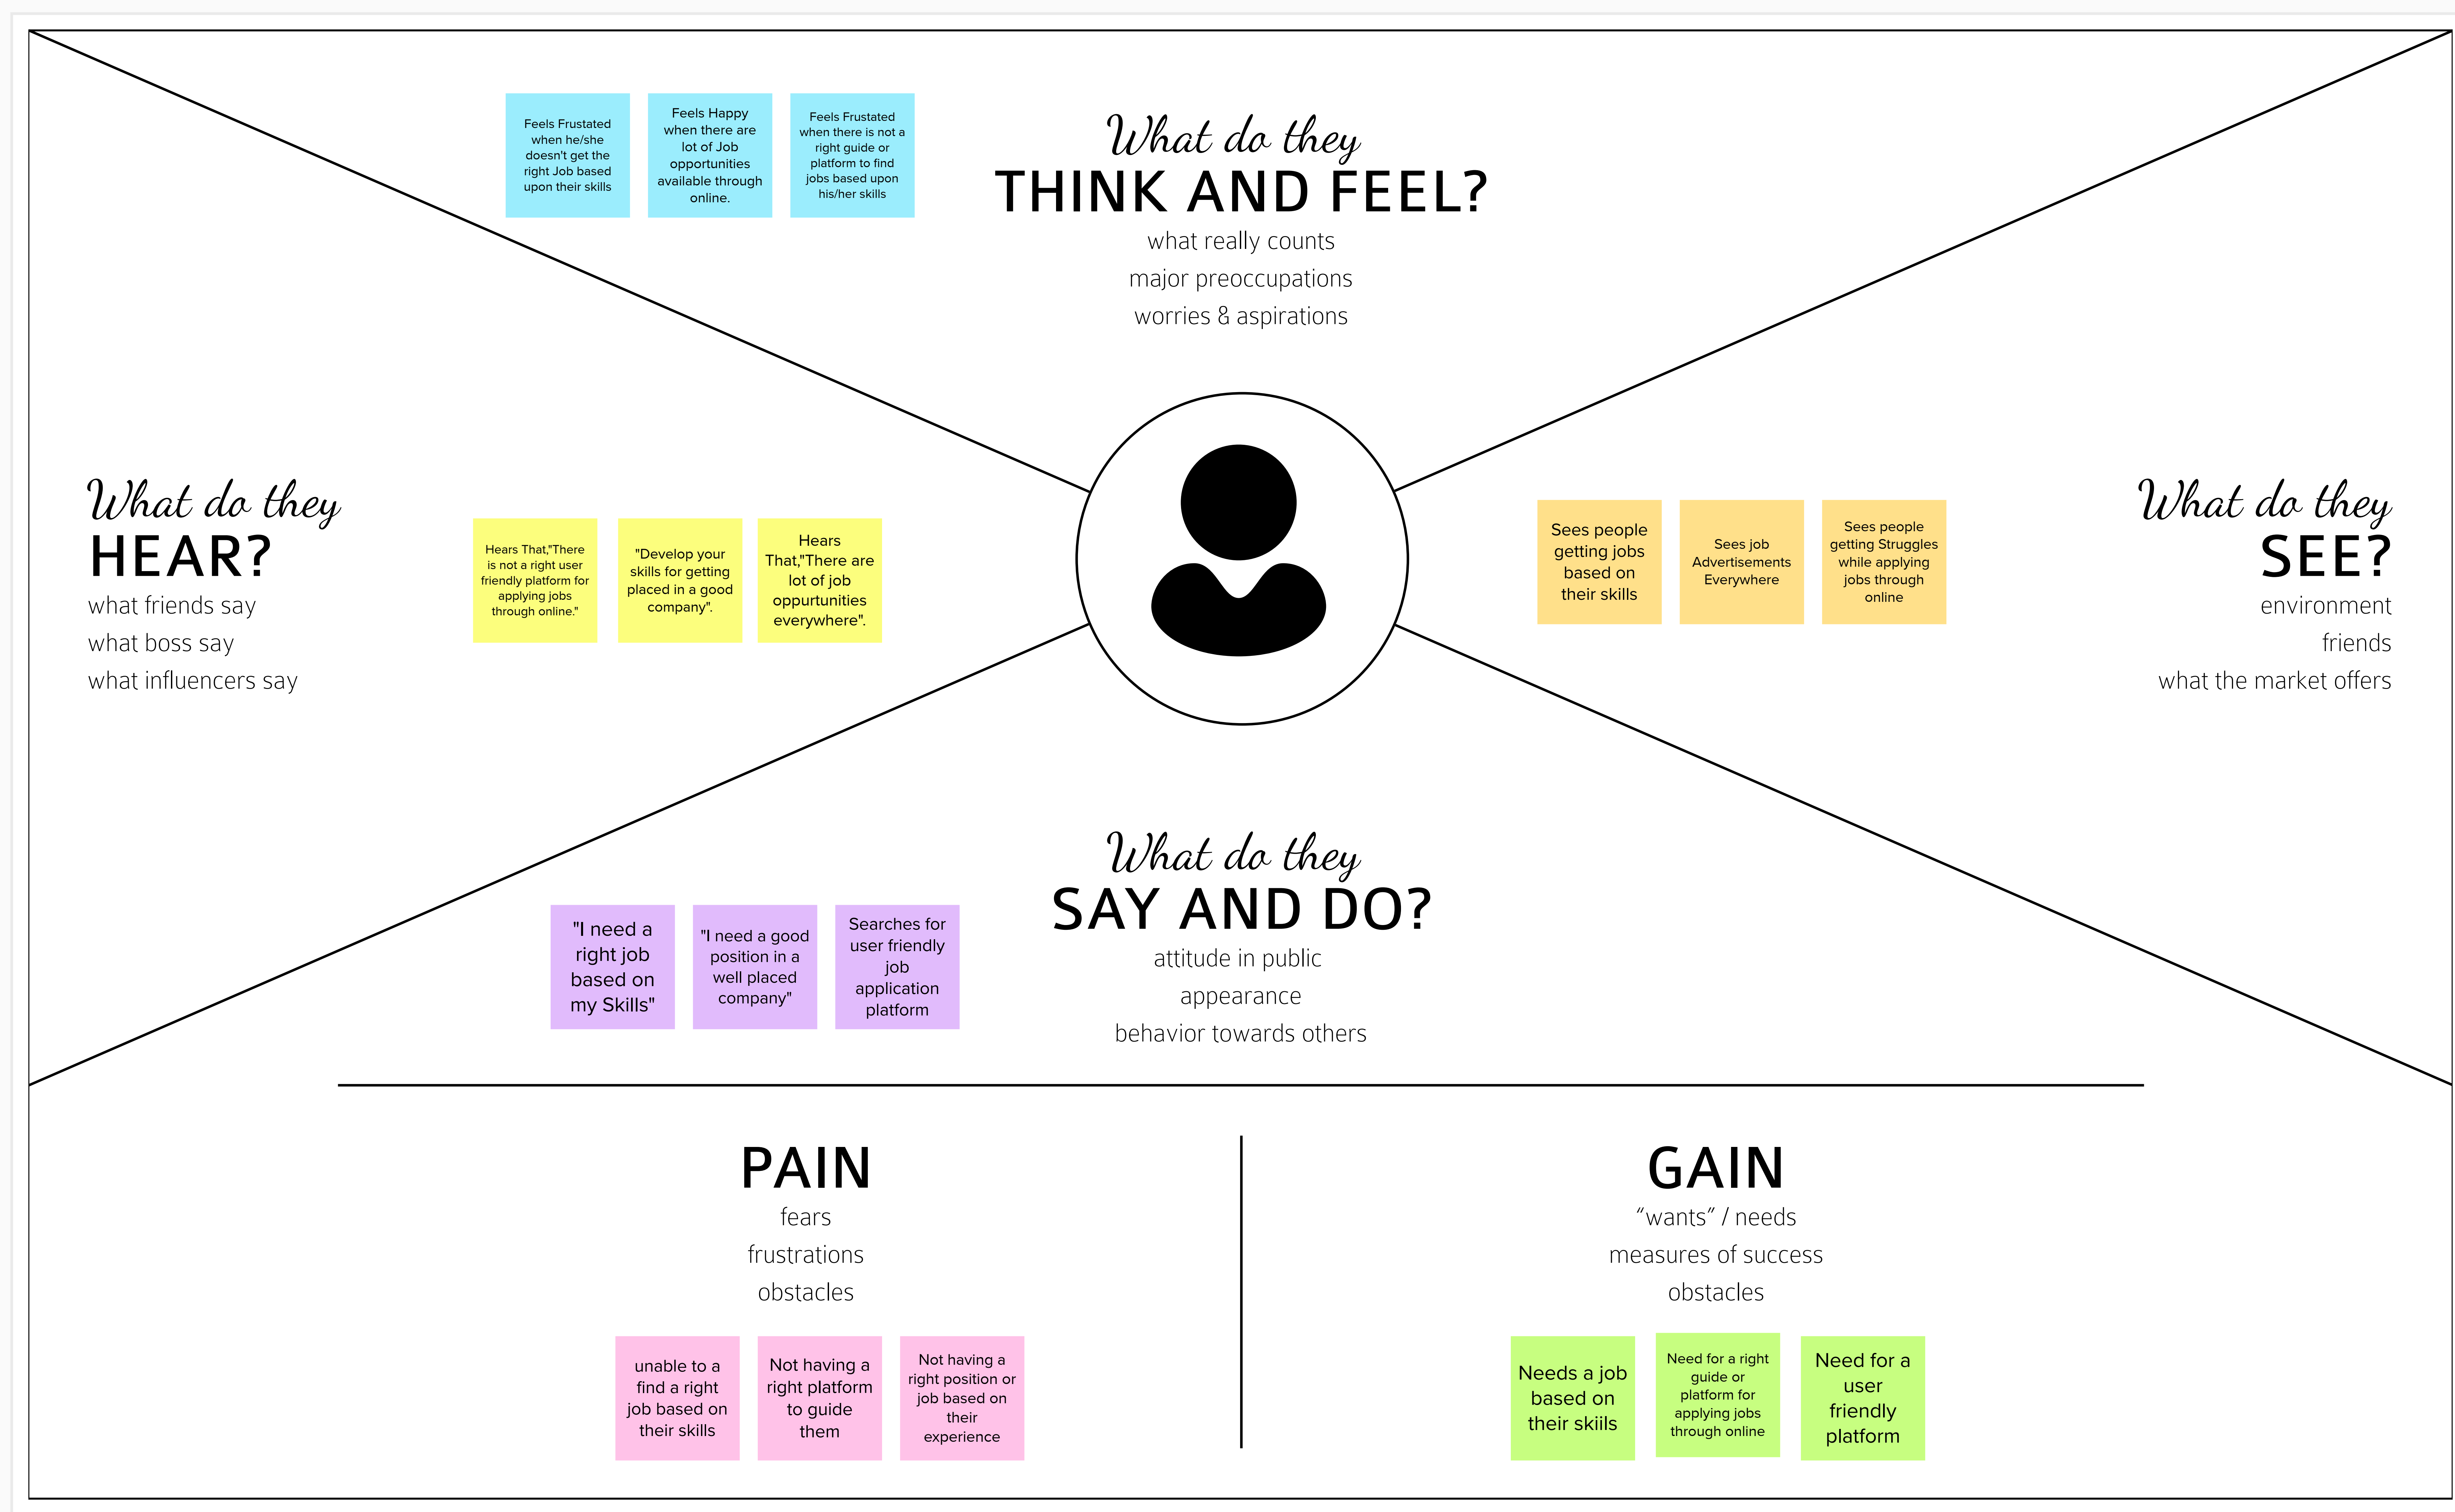 What do they
THINK AND FEEL?
what really counts
major preoccupations
worries & aspirations
Feels Frustated
when he/she
doesn't get the
right Job based
upon their skills
Feels Happy
when there are
lot of Job
opportunities
available through
online.
Feels Frustated
when there is not a
right guide or
platform to find
jobs based upon
his/her skills
What do they
HEAR?
what friends say
what boss say
what influencers say
Hears That,"There
is not a right user
friendly platform for
applying jobs
through online."
"Develop your
skills for getting
placed in a good
company".
Hears
That,"There are
lot of job
oppurtunities
everywhere".
Sees people
getting jobs
based on
their skills
Sees job
Advertisements
Everywhere
Sees people
getting Struggles
while applying
jobs through
online
What do they
SEE?
environment
friends
what the market offers
What do they
SAY AND DO?
attitude in public
appearance
behavior towards others
"I need a
right job
based on
my Skills"
"I need a good
position in a
well placed
company"
Searches for
user friendly
job
application
platform
PAIN
fears
frustrations
obstacles
unable to a
find a right
job based on
their skills
Not having a
right platform
to guide
them
Not having a
right position or
job based on
their
experience
GAIN
“wants” / needs
measures of success
obstacles
Needs a job
based on
their skiils
Need for a right
guide or
platform for
applying jobs
through online
Need for a
user
friendly
platform